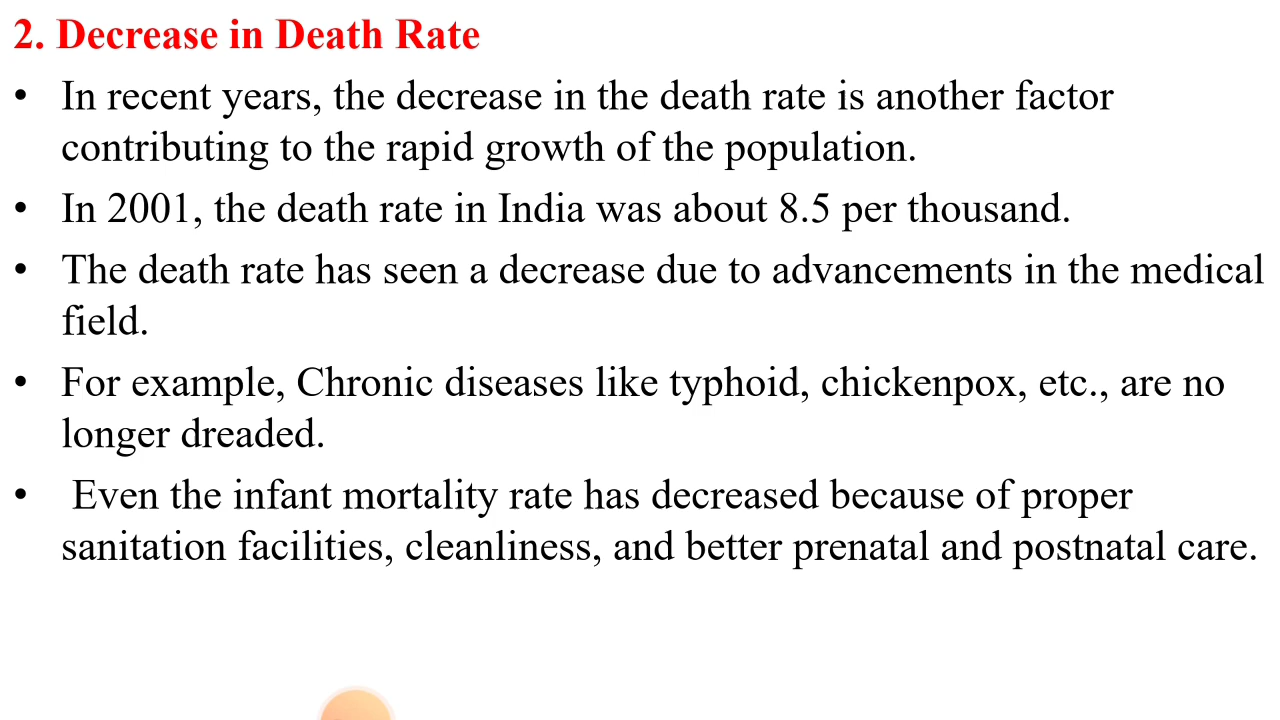 2. Decrease in Death Rate
• In recent years, the decrease in the death rate is another factor
contributing to the rapid growth of the population.
• In 2001, the death rate in India was about 8.5 per thousand.
• The death rate has seen a decrease due to advancements in the medical
field.
• For example, Chronic diseases like typhoid, chickenpox, etc., are no
longer dreaded.
• Even the infant mortality rate has decreased because of proper
sanitation facilities, cleanliness, and better prenatal and postnatal care.